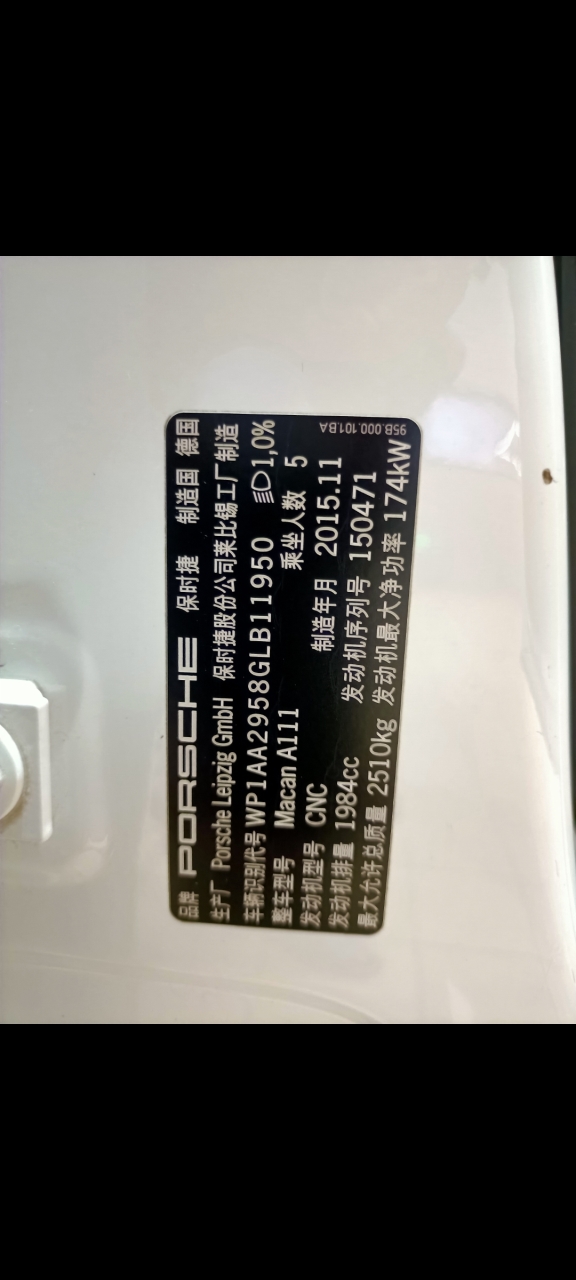 品牌 PORSCHE 保时捷 制造国 德国
生产厂 Porsche Leipzig GmbH 保时捷股份公司莱比锡工厂制造
车辆识别代号 WP1AA2958GLB11950 1,0%
整车型号 Macan A111 乘坐人数 5
发动机型号 CNC 制造年月 2015.11
发动机排量 1984cc 发动机序列号 150471
最大允许总质量 2510kg 发动机最大净功率 174kW
95B.000.101.BA